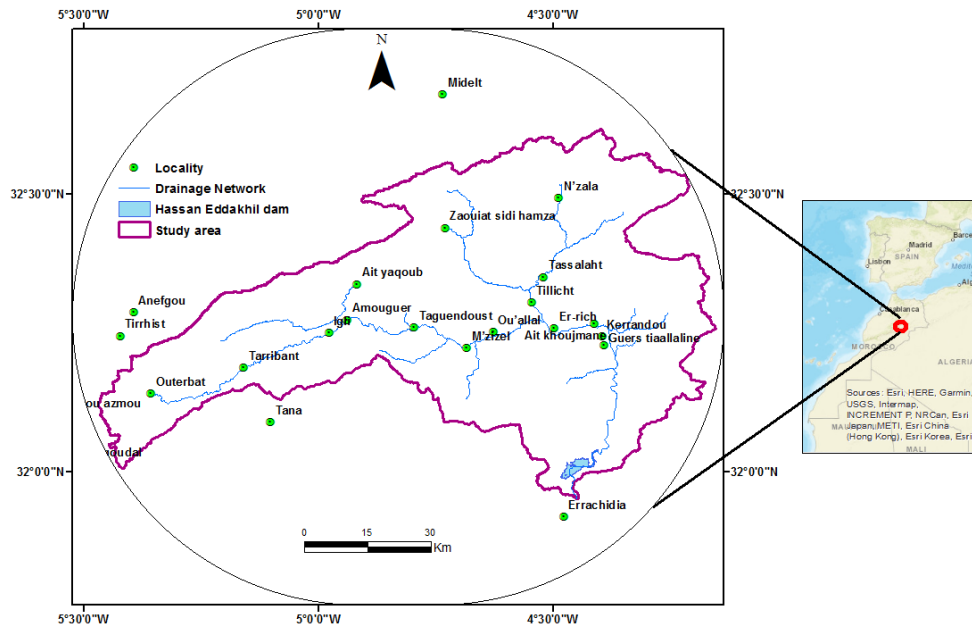 5°30'0"W
5°0'0"W
4°30'0"W
N
Midelt
Locality
Drainage Network
Hassan Eddakhil dam
Study area
32°30'0"N
32°30'0"N
N'zala
Zaouiat sidi hamza
Tassalaht
Ait yaqoub
Tillicht
Anefgou
Amouguer
Igli
Taguendoust
Ou'allal
Er-rich
Kerrandou
Tirrhist
M'zizel
Ait khoujmane
Guers tiaallaline
Tarribant
Outerbat
ou'azmou
Tana
oudal
32°0'0"N
32°0'0"N
Errachidia
0
15
30
Km
5°30'0"W
5°0'0"W
4°30'0"W
Madrid
Barce
SPAIN
Lisbon
Casablanca
MOROCCO
ALGERIA
Sources: Esri, HERE, Garmin,
USGS, Intermap,
INCREMENT P, NRCan, Esri
Japan, METI, Esri China
(Hong Kong), Esri Korea, Esri
MALI